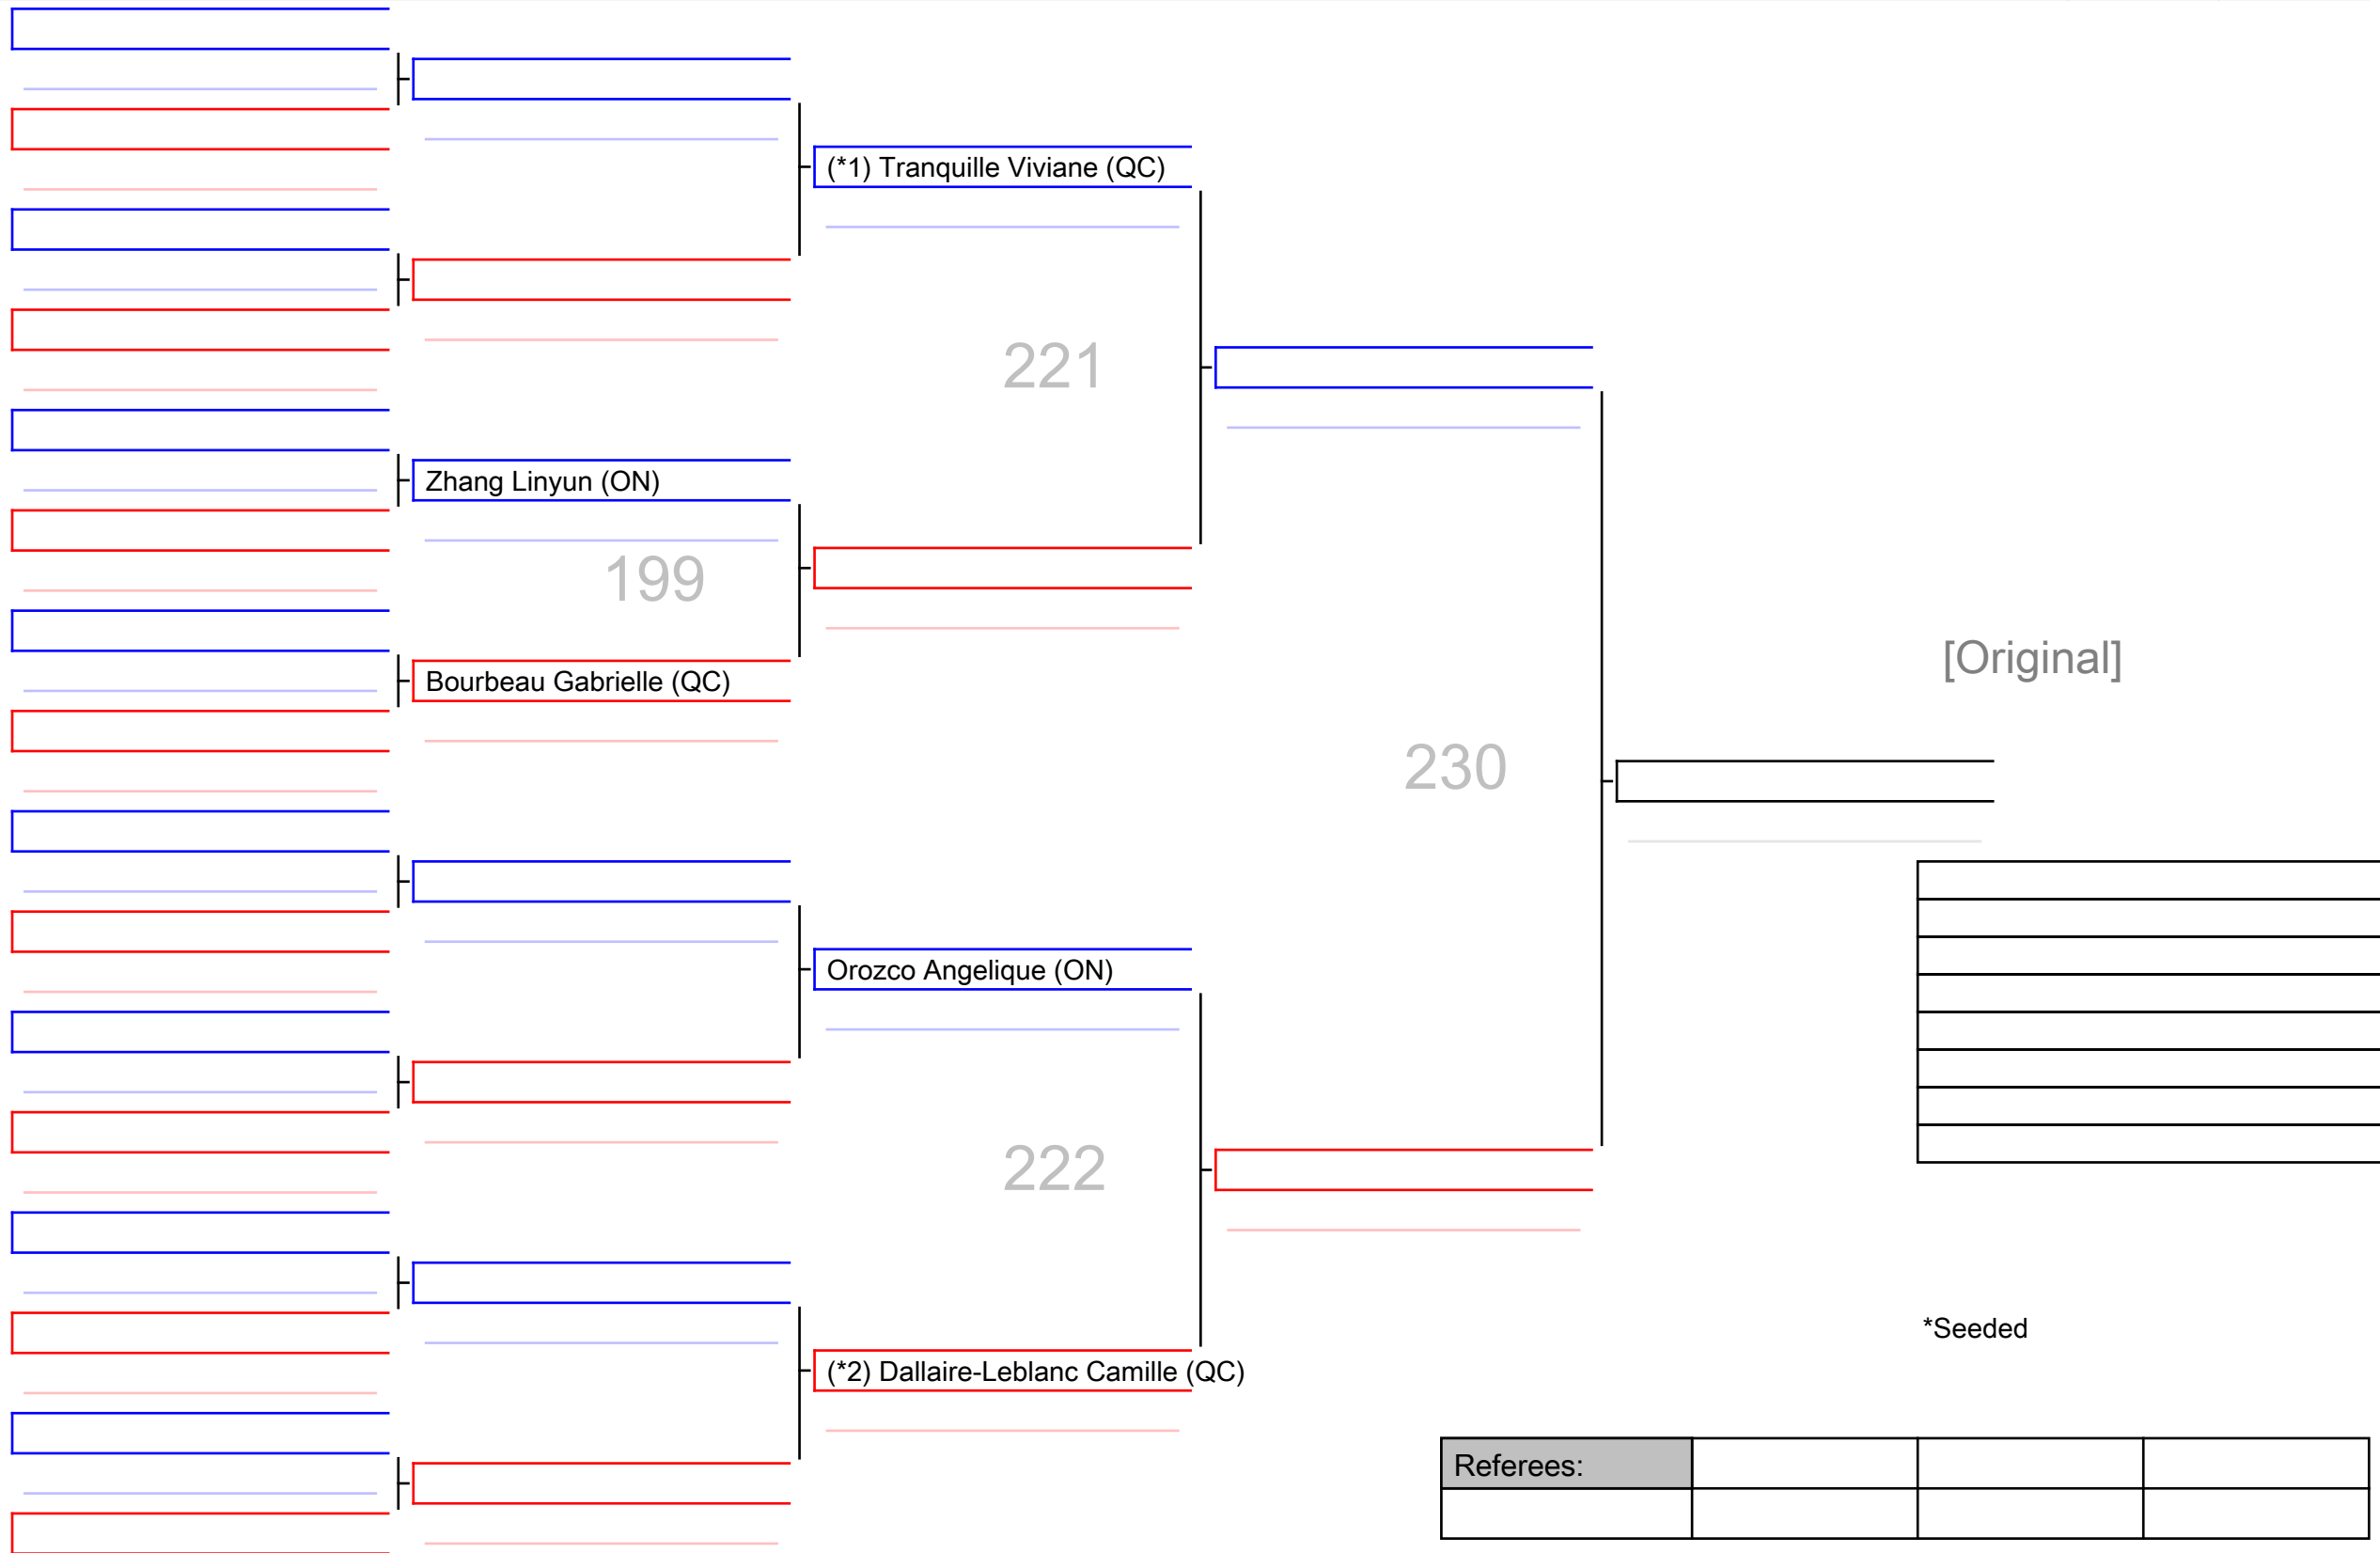 (*1) Tranquille Viviane (QC)
221
Zhang Linyun (ON)
199
Bourbeau Gabrielle (QC)
[Original]
230
Orozco Angelique (ON)
222
*Seeded
(*2) Dallaire-Leblanc Camille (QC)
Referees: